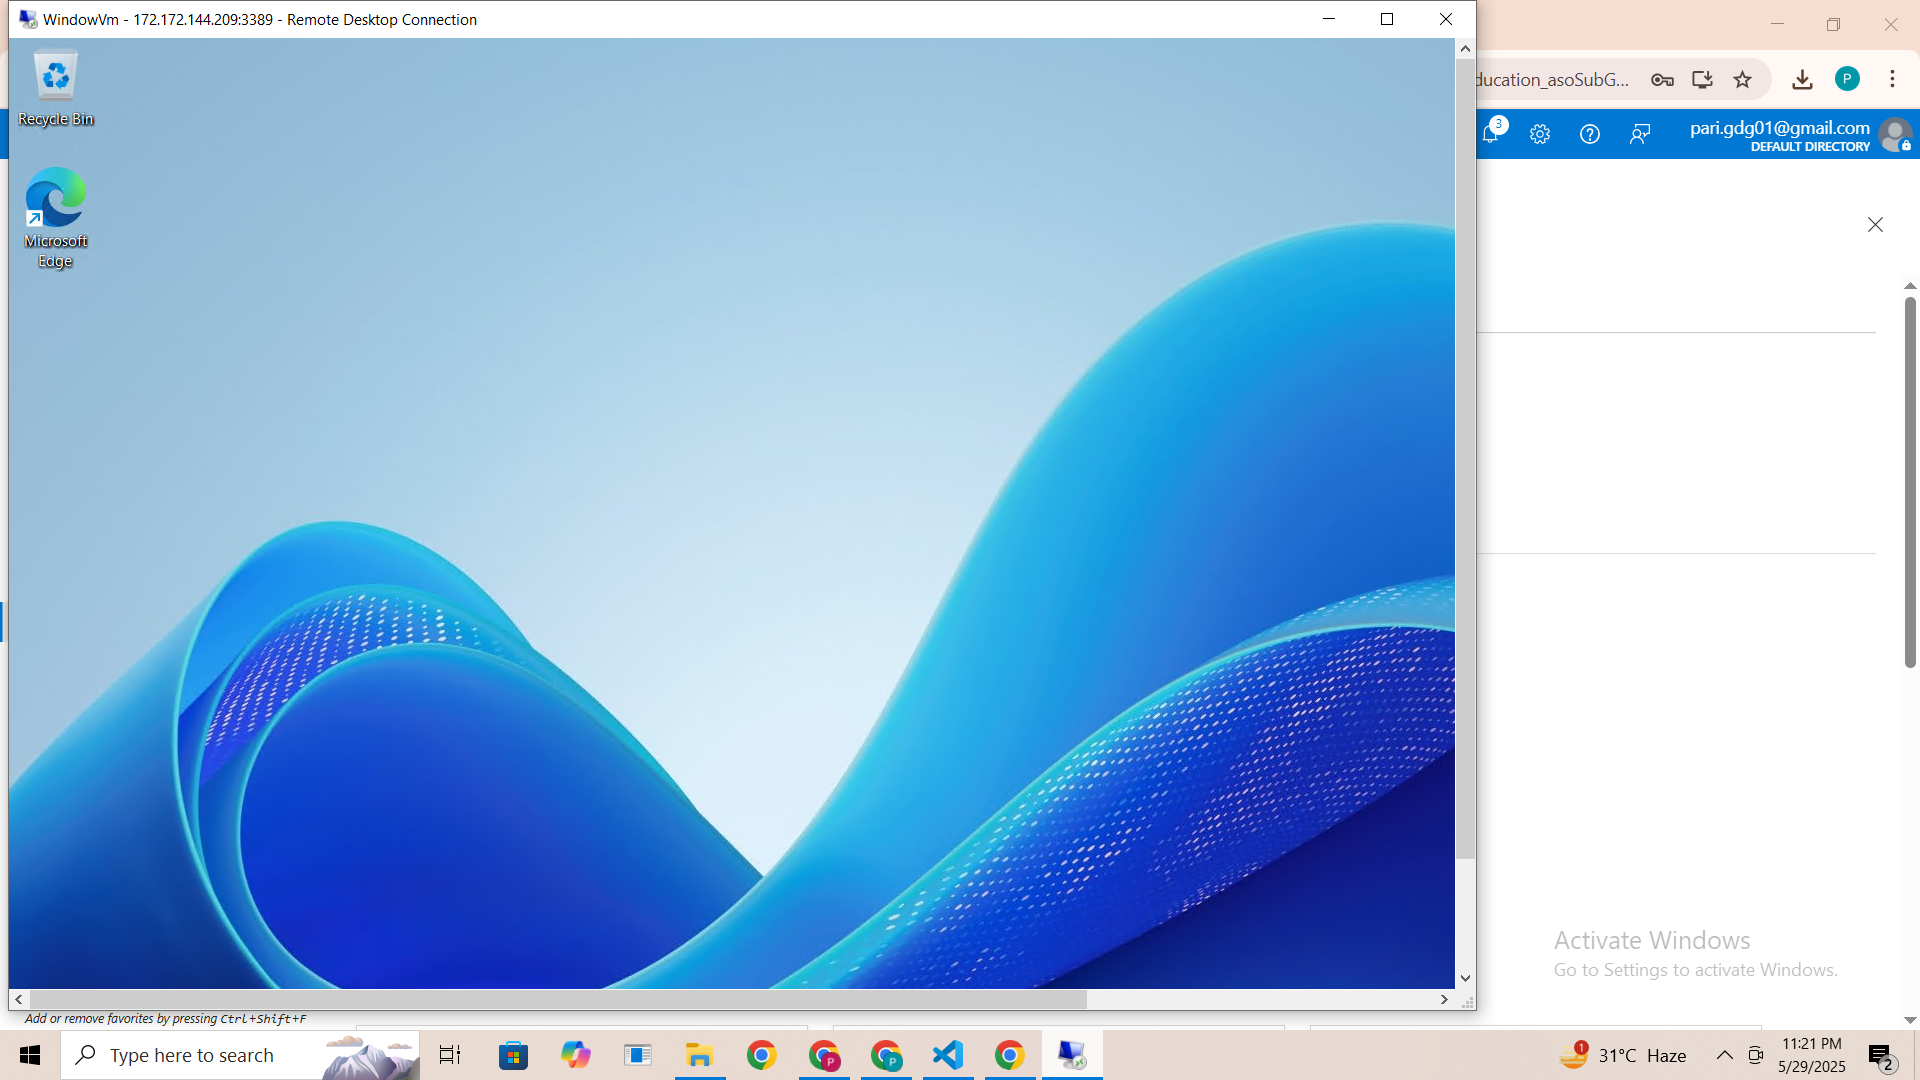 WindowVm - 172.172.144.209:3389 - Remote Desktop Connection
Recycle Bin
Microsoft
Edge
ducation_asoSubG...
P
3
pari.gdg01@gmail.com
DEFAULT DIRECTORY
Activate Windows
Go to Settings to activate Windows.
Add or remove favorites by pressing Ctrl+Shift+F
Type here to search
P
P
1
31°C Haze
11:21 PM
5/29/2025
2